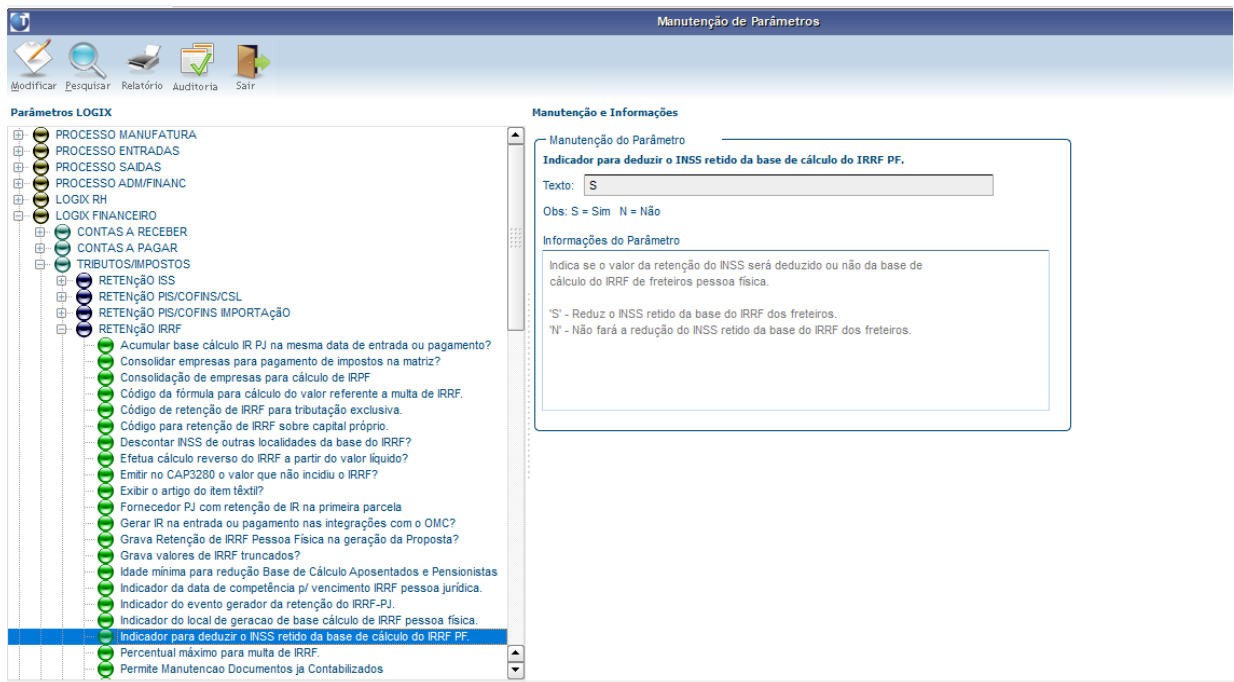 Manutenção de Parâmetros
Modificar Pesquisar Relatório Auditoria Sair
Parâmetros LOGIX
PROCESSO MANUFATURA
PROCESSO ENTRADAS
PROCESSO SAIDAS
PROCESSO ADM/FINANC
LOGIX RH
LOGIX FINANCEIRO
CONTAS A RECEBER
CONTAS A PAGAR
TRIBUTOS/IMPOSTOS
RETENçãO ISS
RETENçãO PIS/COFINS/CSL
RETENçãO PIS/COFINS IMPORTAçãO
RETENçãO IRRF
Acumular base cálculo IR PJ na mesma data de entrada ou pagamento?
Consolidar empresas para pagamento de impostos na matriz?
Consolidação de empresas para cálculo de IRPF
Código da fórmula para cálculo do valor referente a multa de IRRF.
Código de retenção de IRRF para tributação exclusiva.
Código para retenção de IRRF sobre capital próprio.
Descontar INSS de outras localidades da base do IRRF?
Efetua cálculo reverso do IRRF a partir do valor líquido?
Emitir no CAP3280 o valor que não incidiu o IRRF?
Exibir o artigo do item têxtil?
Fornecedor PJ com retenção de IR na primeira parcela
Gerar IR na entrada ou pagamento nas integrações com o OMC?
Grava Retenção de IRRF Pessoa Física na geração da Proposta?
Grava valores de IRRF truncados?
Idade mínima para redução Base de Cálculo Aposentados e Pensionistas
Indicador da data de competência p/ vencimento IRRF pessoa jurídica.
Indicador do evento gerador da retenção do IRRF-PJ.
Indicador do local de geracao de base cálculo de IRRF pessoa física.
Indicador para deduzir o INSS retido da base de cálculo do IRRF PF.
Percentual máximo para multa de IRRF.
Permite Manutencao Documentos ja Contabilizados
Manutenção e Informações
Manutenção do Parâmetro
Indicador para deduzir o INSS retido da base de cálculo do IRRF PF.
Texto: S
Obs: S = Sim N = Não
Informações do Parâmetro
Indica se o valor da retenção do INSS será deduzido ou não da base de
cálculo do IRRF de freteiros pessoa física.
'S' - Reduz o INSS retido da base do IRRF dos freteiros.
'N' - Não fará a redução do INSS retido da base do IRRF dos freteiros.